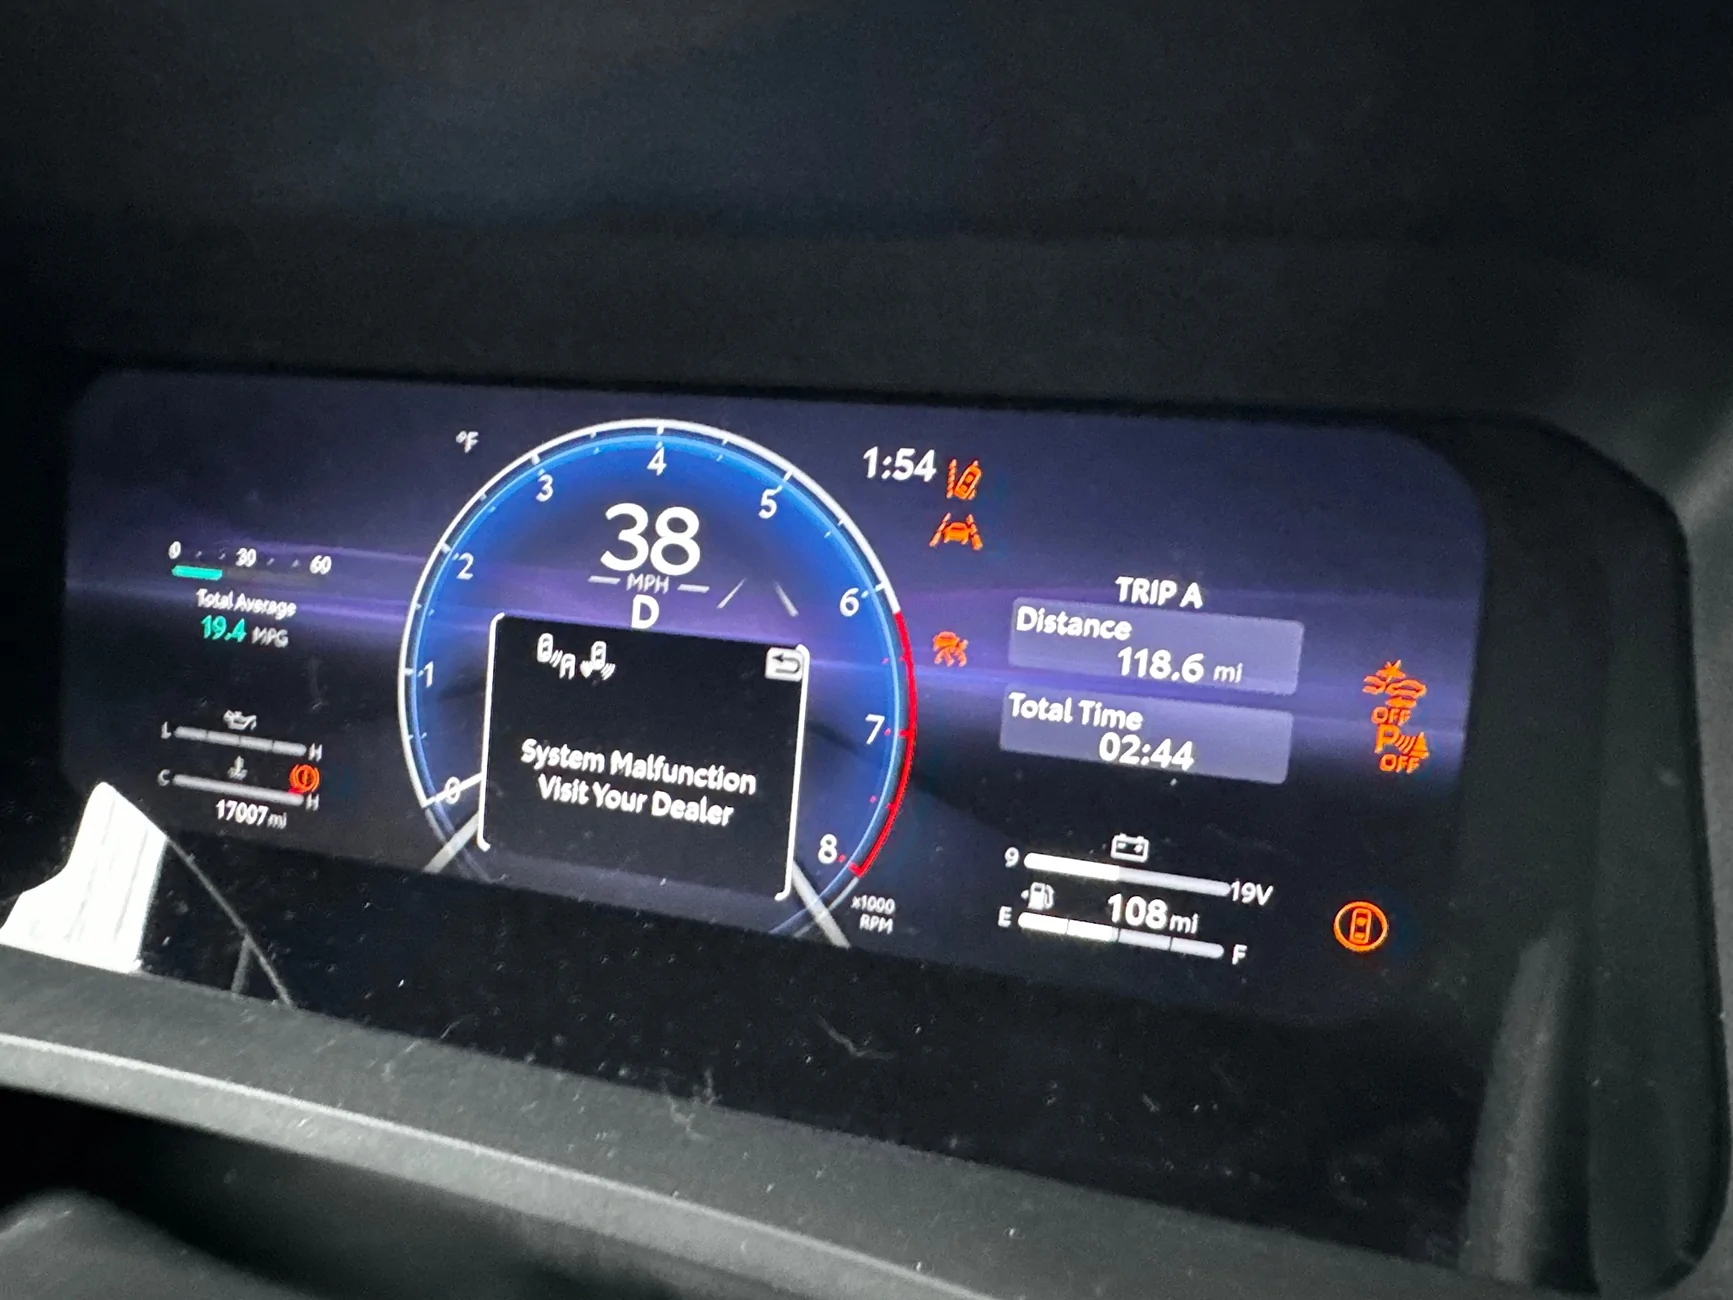 °F
1:54
0 30 60
Total Average
19.4 MPG
L H
C H
17007 mi
0 1 2 3 4 5 6 7 8
x1000
RPM
38
MPH
D
System Malfunction
Visit Your Dealer
TRIP A
Distance
118.6 mi
Total Time
02:44
OFF
P
OFF
9 19V
108 mi
E F